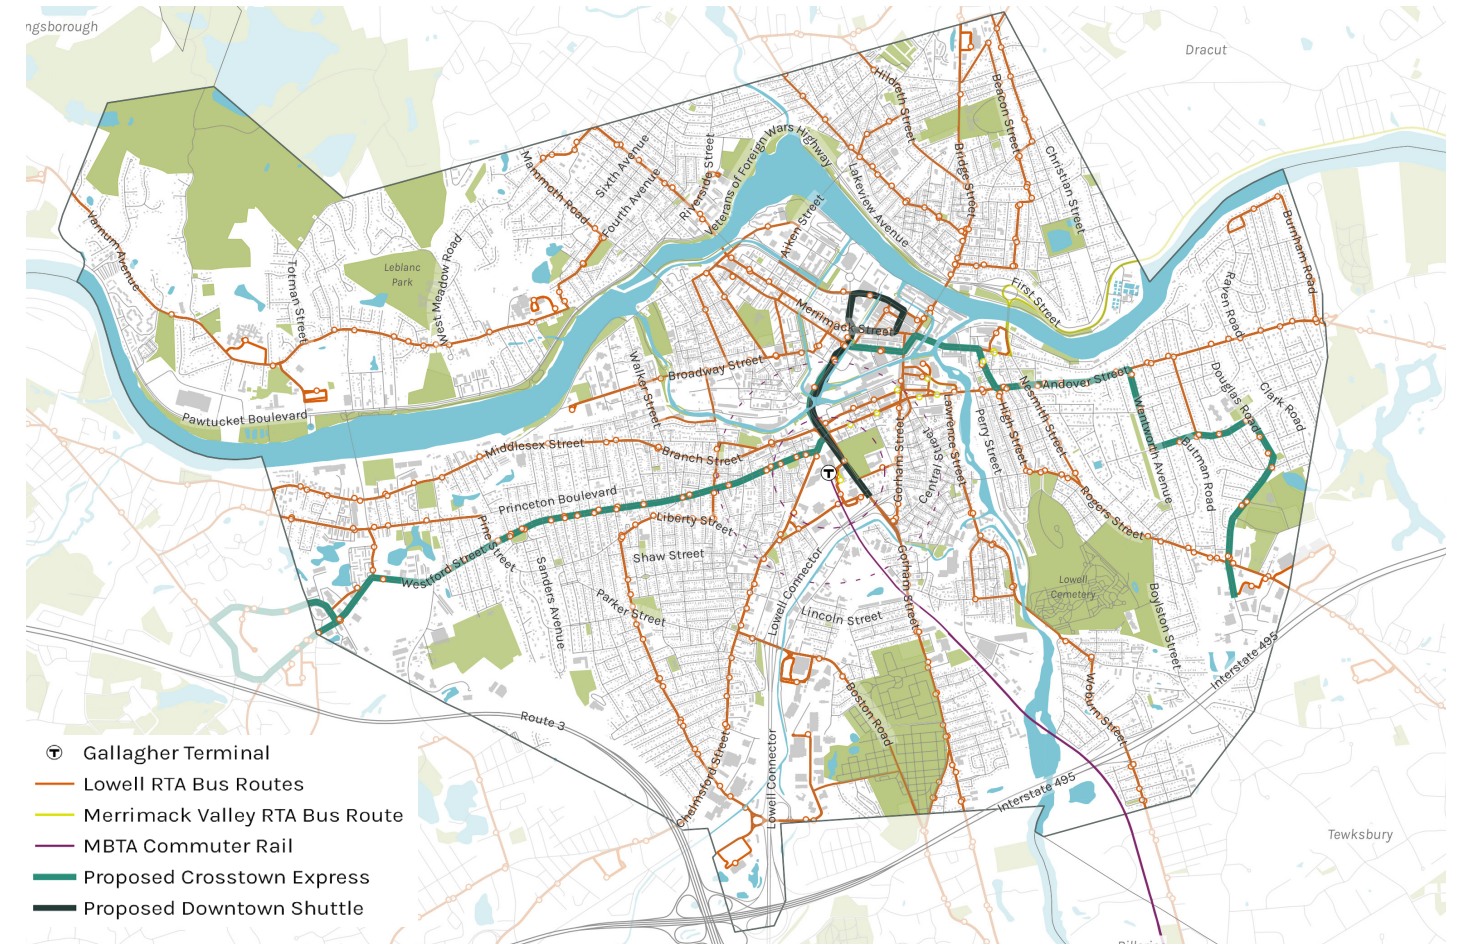 ngsborough
Dracut
Hildreth Street
Beacon Street
Mammoth Road
Sixth Avenue
Fourth Avenue
Riverside Street
Veterans of Foreign Wars Highway
Lakeview Avenue
Bridge Street
Christian Street
Varnum Avenue
Totman Street
Leblanc
Park
West Meadow Road
Aiken Street
First Street
Burnham Road
Raven Road
Merrimack Street
Pawtucket Boulevard
Walker Street
Broadway Street
Andover Street
Nesmith Street
High Street
Perry Street
Lawrence Street
Central Street
Gorham Street
Wentworth Avenue
Douglas Road
Clark Road
Butman Road
Middlesex Street
Branch Street
Princeton Boulevard
T
Liberty Street
Rogers Street
Pine Street
Westford Street
Shaw Street
Sanders Avenue
Parker Street
Lowell Connector
Lincoln Street
Gorham Street
Lowell
Cemetery
Boylston Street
Interstate 495
Boston Road
Woburn Street
Route 3
Chelmsford Street
Lowell Connector
Interstate 495
Tewksbury
T Gallagher Terminal
Lowell RTA Bus Routes
Merrimack Valley RTA Bus Route
MBTA Commuter Rail
Proposed Crosstown Express
Proposed Downtown Shuttle